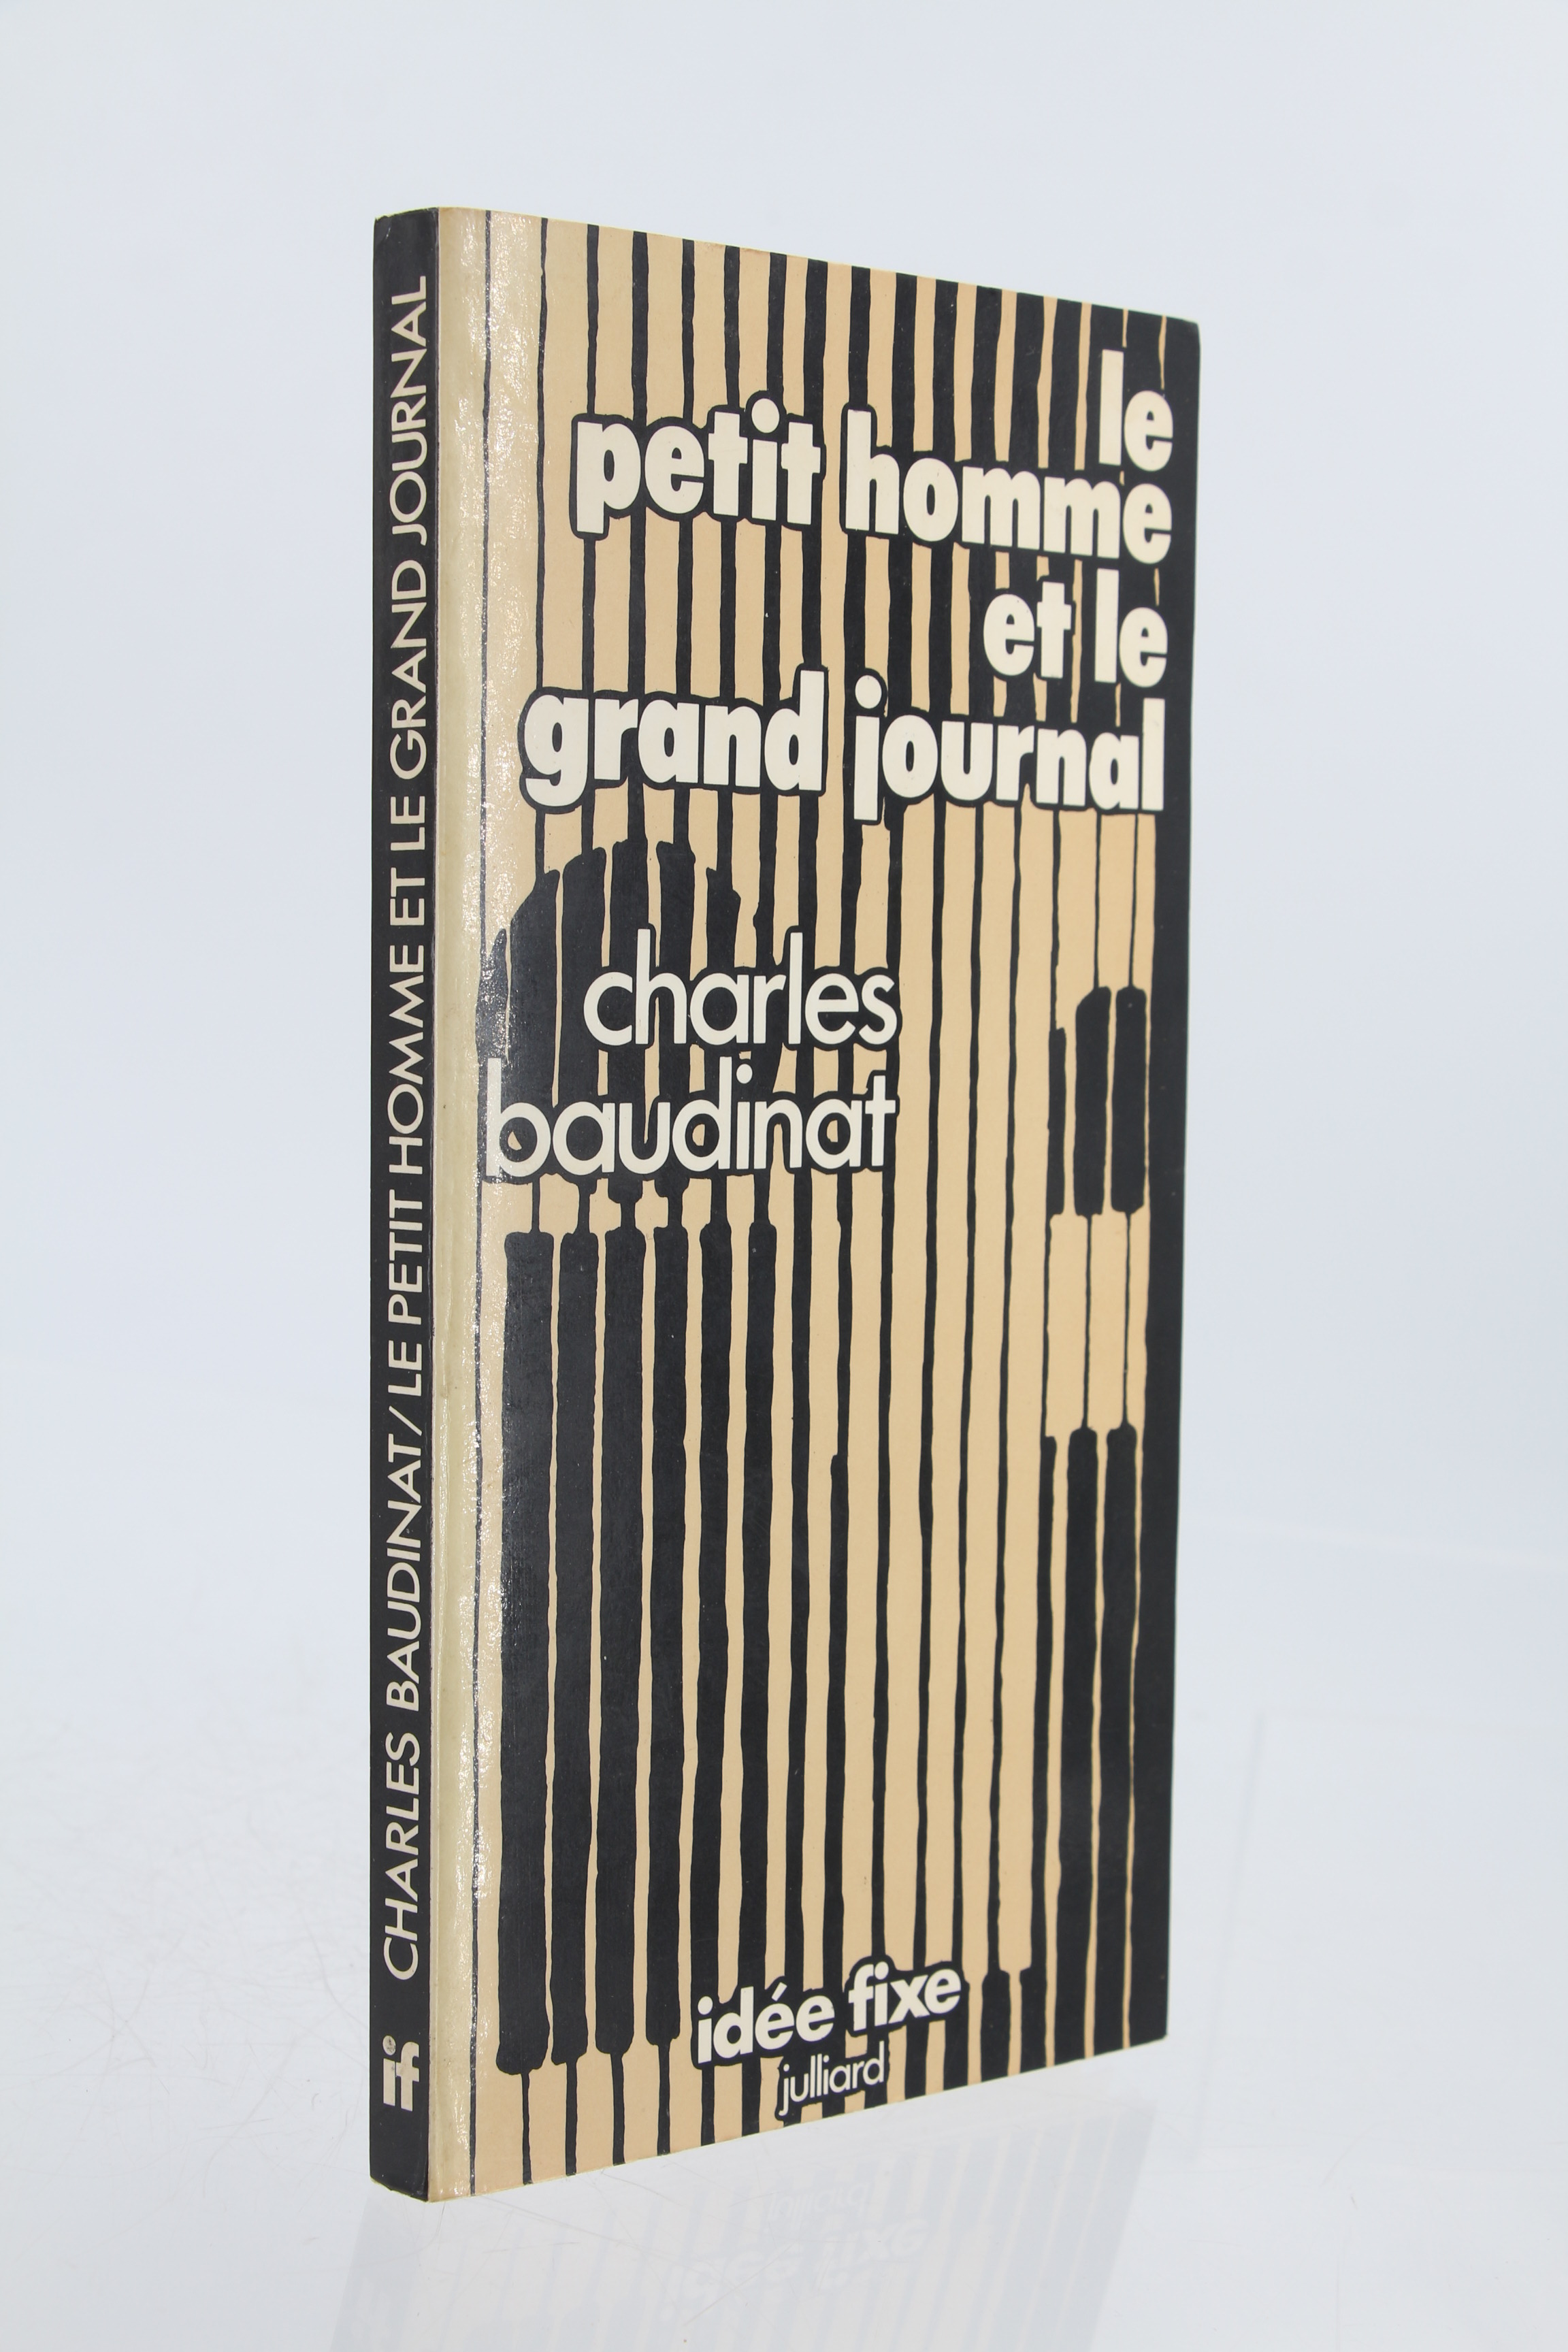 le
petit homme
et le
grand journal
charles
baudinat
idée fixe
julliard
CHARLES BAUDINAT/LE PETIT HOMME ET LE GRAND JOURNAL
if